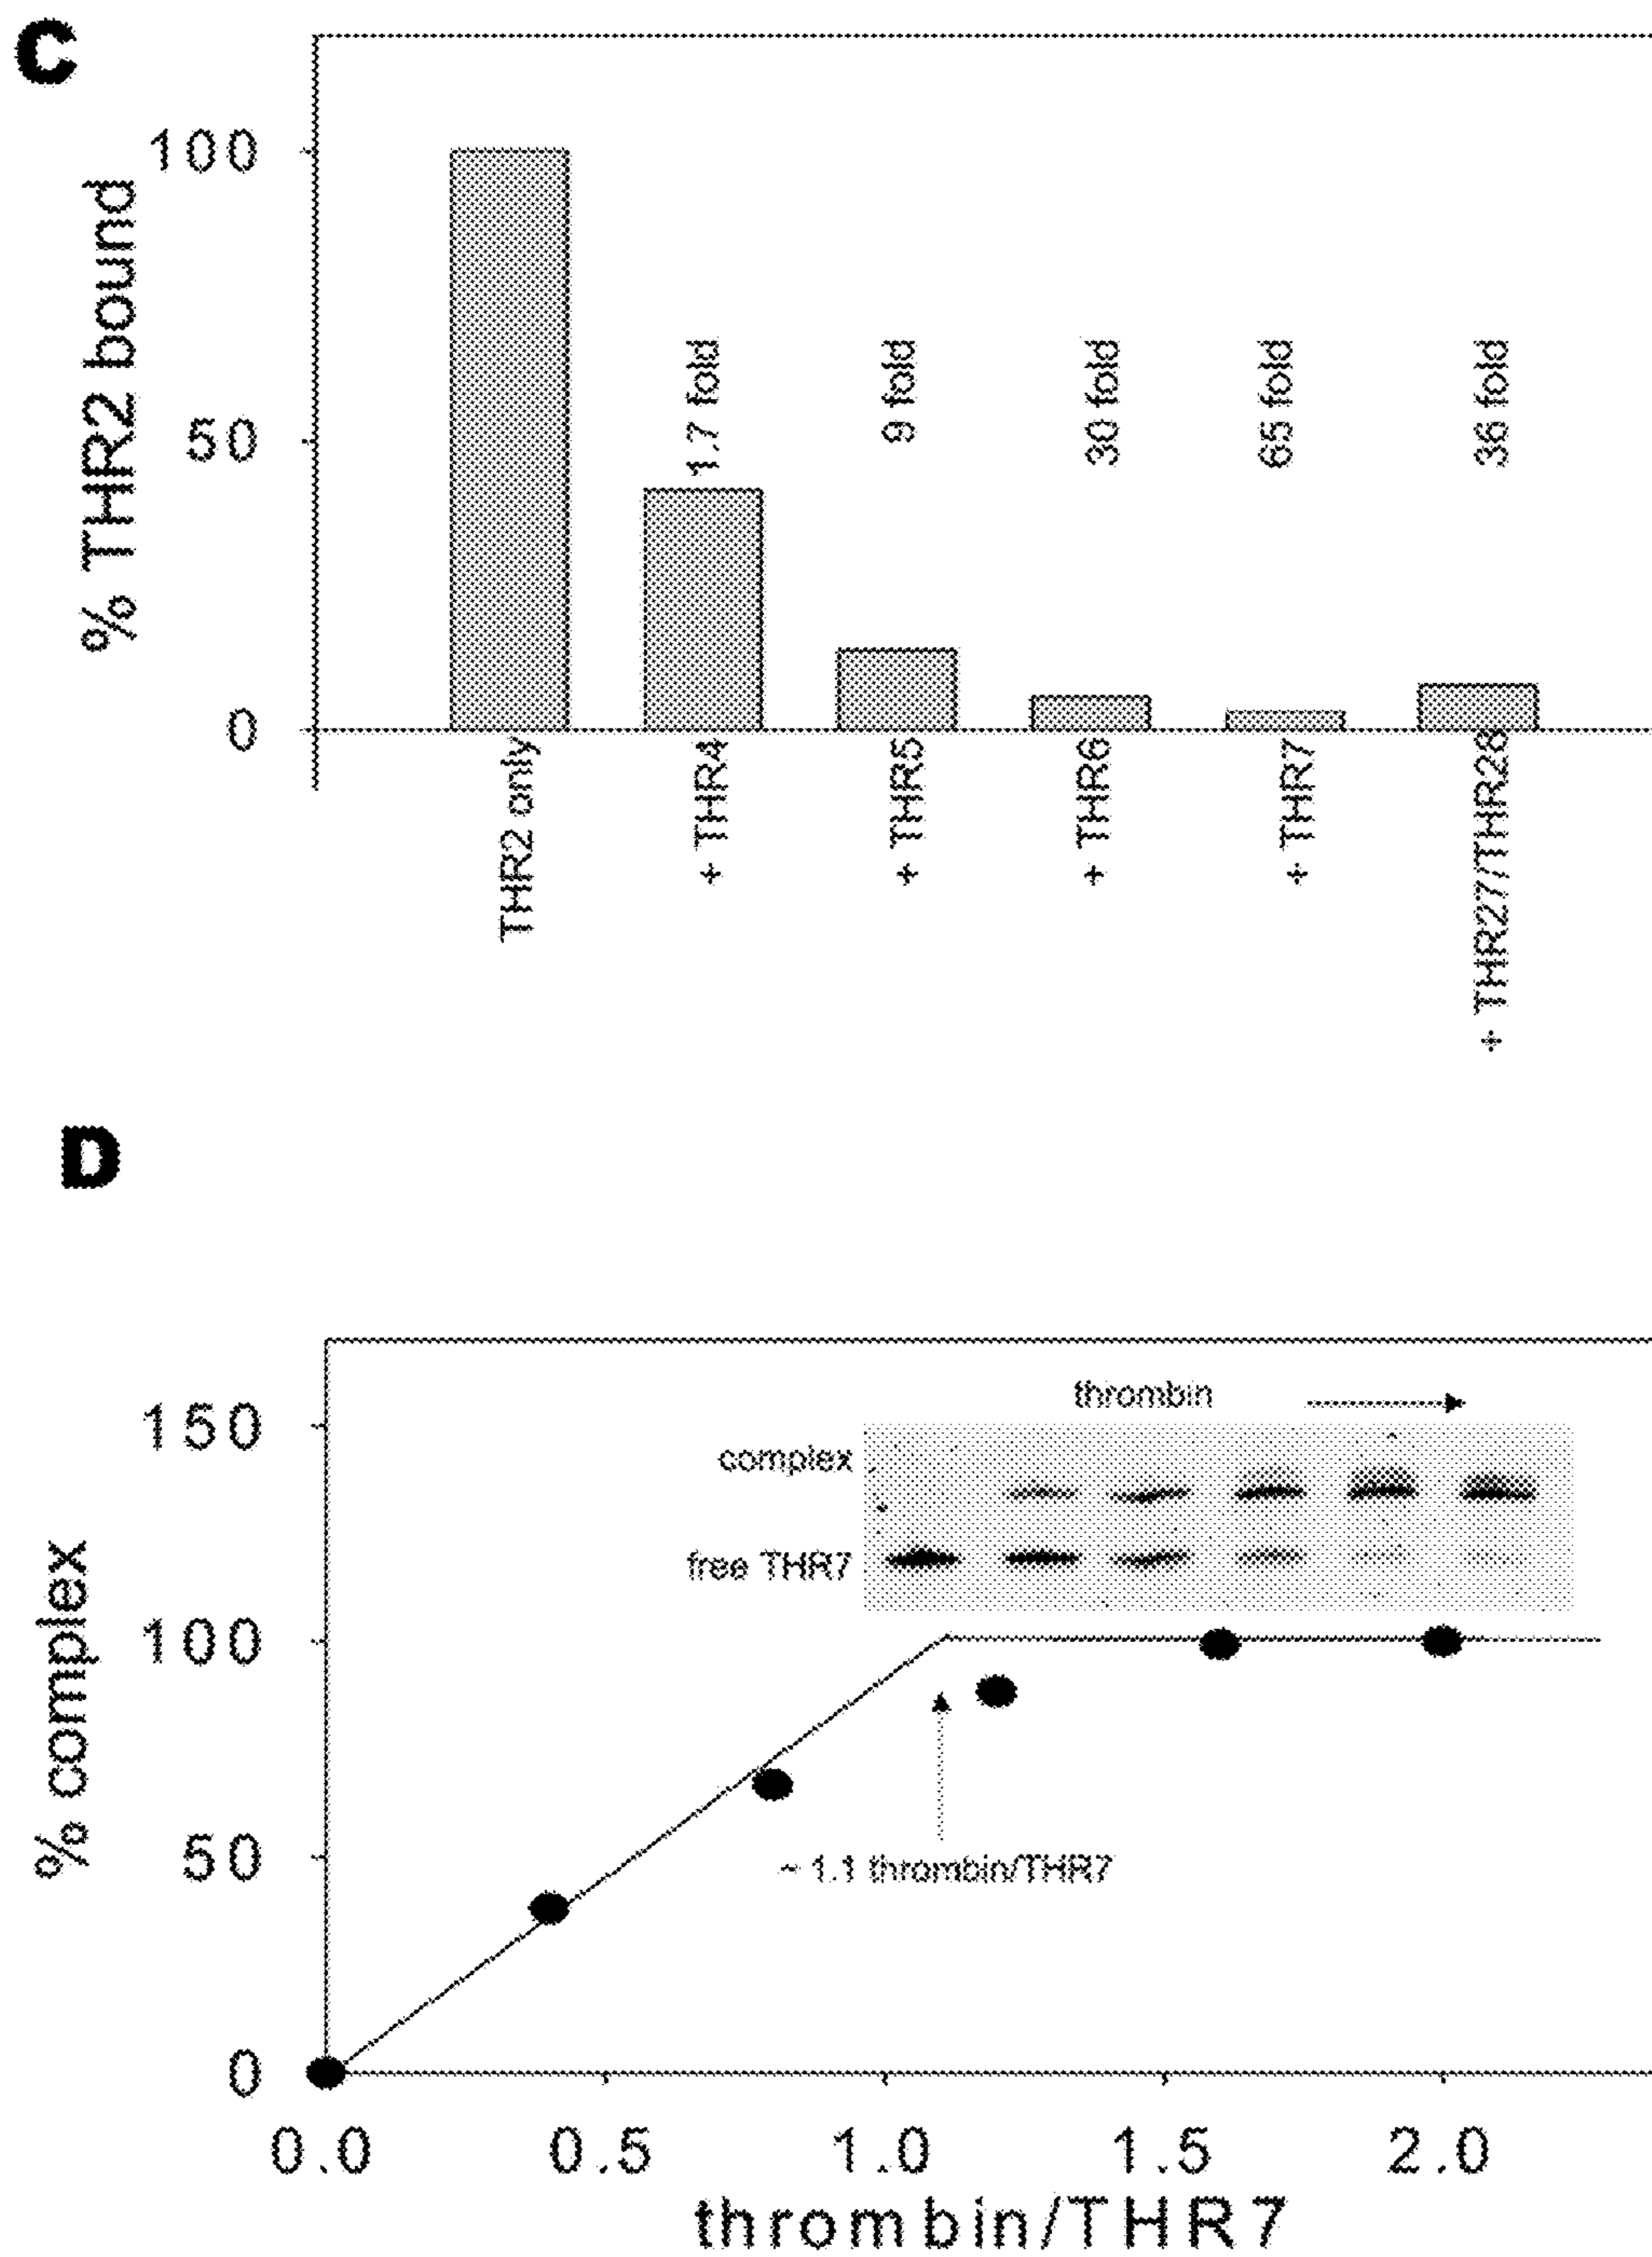 C
% THR2 bound
100
50
0
1.7 fold
9 fold
30 fold
65 fold
36 fold
THR2 only
+ THR4
+ THR5
+ THR6
+ THR7
+ THR27/THR28
D
% complex
150
100
50
0
thrombin
complex
free THR7
~ 1.1 thrombin/THR7
0.0 0.5 1.0 1.5 2.0
thrombin/THR7